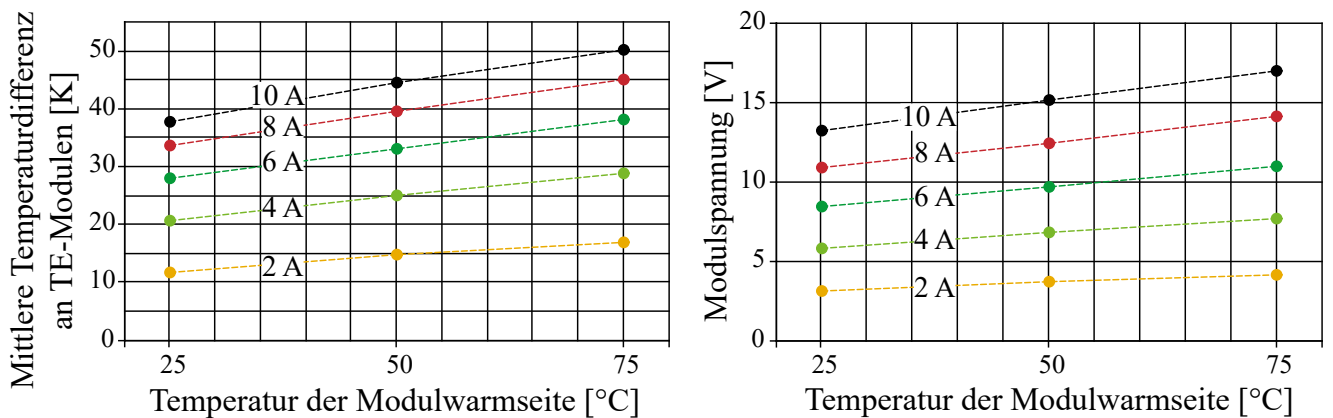 Mittlere Temperaturdifferenz
an TE-Modulen [K]
50
40
30
20
10
0
10 A
8 A
6 A
4 A
2 A
25
50
75
Temperatur der Modulwarmseite [°C]
Modulspannung [V]
20
15
10
5
0
10 A
8 A
6 A
4 A
2 A
25
50
75
Temperatur der Modulwarmseite [°C]